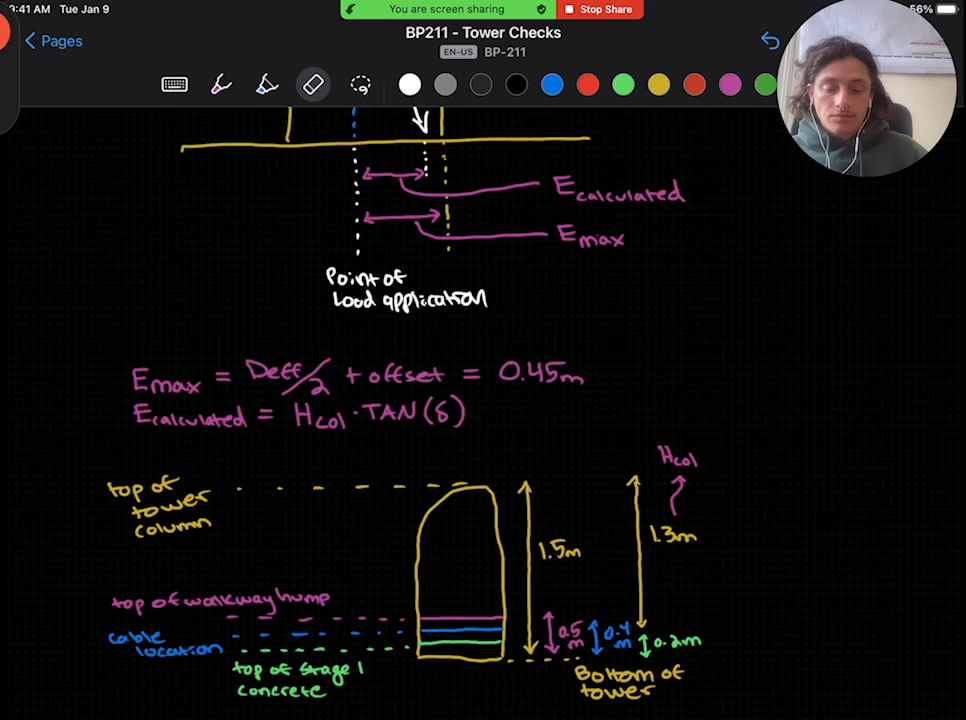 9:41 AM Tue Jan 9
You are screen sharing
Stop Share
56%
Pages
BP211 - Tower Checks
EN-US BP-211
Ecalculated
Emax
Point of
Load application
Emax = Deff/2 + offset = 0.45m
Ecalculated = Hcol · TAN(δ)
Hcol
top of
tower
column
1.5m
1.3m
top of walkway hump
cable
location
0.5
m
0.4
m
0.2m
top of stage 1
concrete
Bottom of
tower